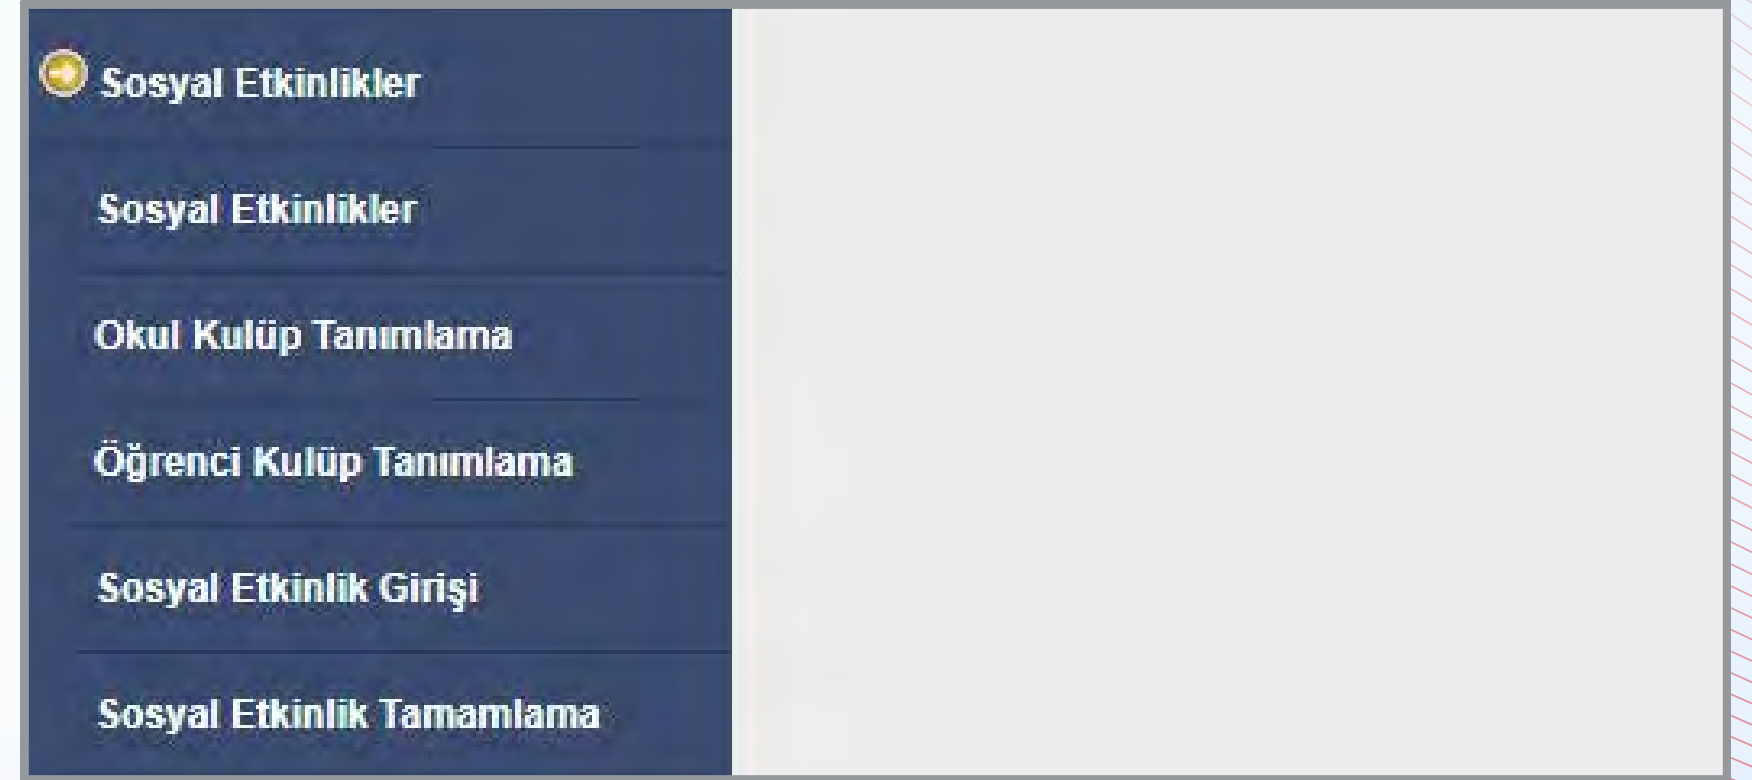 Sosyal Etkinlikler
Sosyal Etkinlikler
Okul Kulüp Tanımlama
Öğrenci Kulüp Tanımlama
Sosyal Etkinlik Girişi
Sosyal Etkinlik Tamamlama